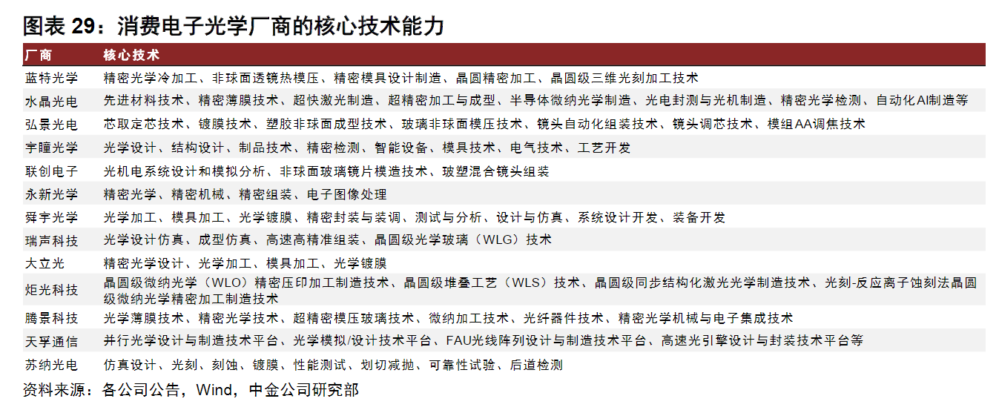 图表 29：消费电子光学厂商的核心技术能力
厂商 核心技术
蓝特光学 精密光学冷加工、非球面透镜热模压、精密模具设计制造、晶圆精密加工、晶圆级三维光刻加工技术
水晶光电 先进材料技术、精密薄膜技术、超快激光制造、超精密加工与成型、半导体微纳光学制造、光电封测与光机制造、精密光学检测、自动化AI制造等
弘景光电 芯取定芯技术、镀膜技术、塑胶非球面成型技术、玻璃非球面模压技术、镜头自动化组装技术、镜头调芯技术、模组AA调焦技术
宇瞳光学 光学设计、结构设计、制品技术、精密检测、智能设备、模具技术、电气技术、工艺开发
联创电子 光机电系统设计和模拟分析、非球面玻璃镜片模造技术、玻塑混合镜头组装
永新光学 精密光学、精密机械、精密组装、电子图像处理
舜宇光学 光学加工、模具加工、光学镀膜、精密封装与装调、测试与分析、设计与仿真、系统设计开发、装备开发
瑞声科技 光学设计仿真、成型仿真、高速高精准组装、晶圆级光学玻璃（WLG）技术
大立光 精密光学设计、光学加工、模具加工、光学镀膜
炬光科技 晶圆级微纳光学（WLO）精密压印加工制造技术、晶圆级堆叠工艺（WLS）技术、晶圆级同步结构化激光光学制造技术、光刻-反应离子蚀刻法晶圆
级微纳光学精密加工制造技术
腾景科技 光学薄膜技术、精密光学技术、超精密模压玻璃技术、微纳加工技术、光纤器件技术、精密光学机械与电子集成技术
天孚通信 并行光学设计与制造技术平台、光学模拟/设计技术平台、FAU光线阵列设计与制造技术平台、高速光引擎设计与封装技术平台等
苏纳光电 仿真设计、光刻、刻蚀、镀膜、性能测试、划切减抛、可靠性试验、后道检测
资料来源：各公司公告，Wind，中金公司研究部